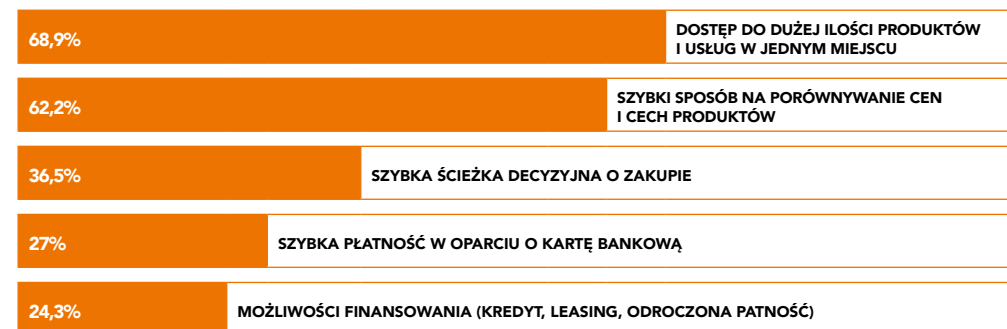 68,9%
DOSTĘP DO DUŻEJ ILOŚCI PRODUKTÓW
I USŁUG W JEDNYM MIEJSCU
62,2%
SZYBKI SPOSÓB NA PORÓWNYWANIE CEN
I CECH PRODUKTÓW
36,5%
SZYBKA ŚCIEŻKA DECYZYJNA O ZAKUPIE
27%
SZYBKA PŁATNOŚĆ W OPARCIU O KARTĘ BANKOWĄ
24,3%
MOŻLIWOŚCI FINANSOWANIA (KREDYT, LEASING, ODROCZONA PATNOŚĆ)